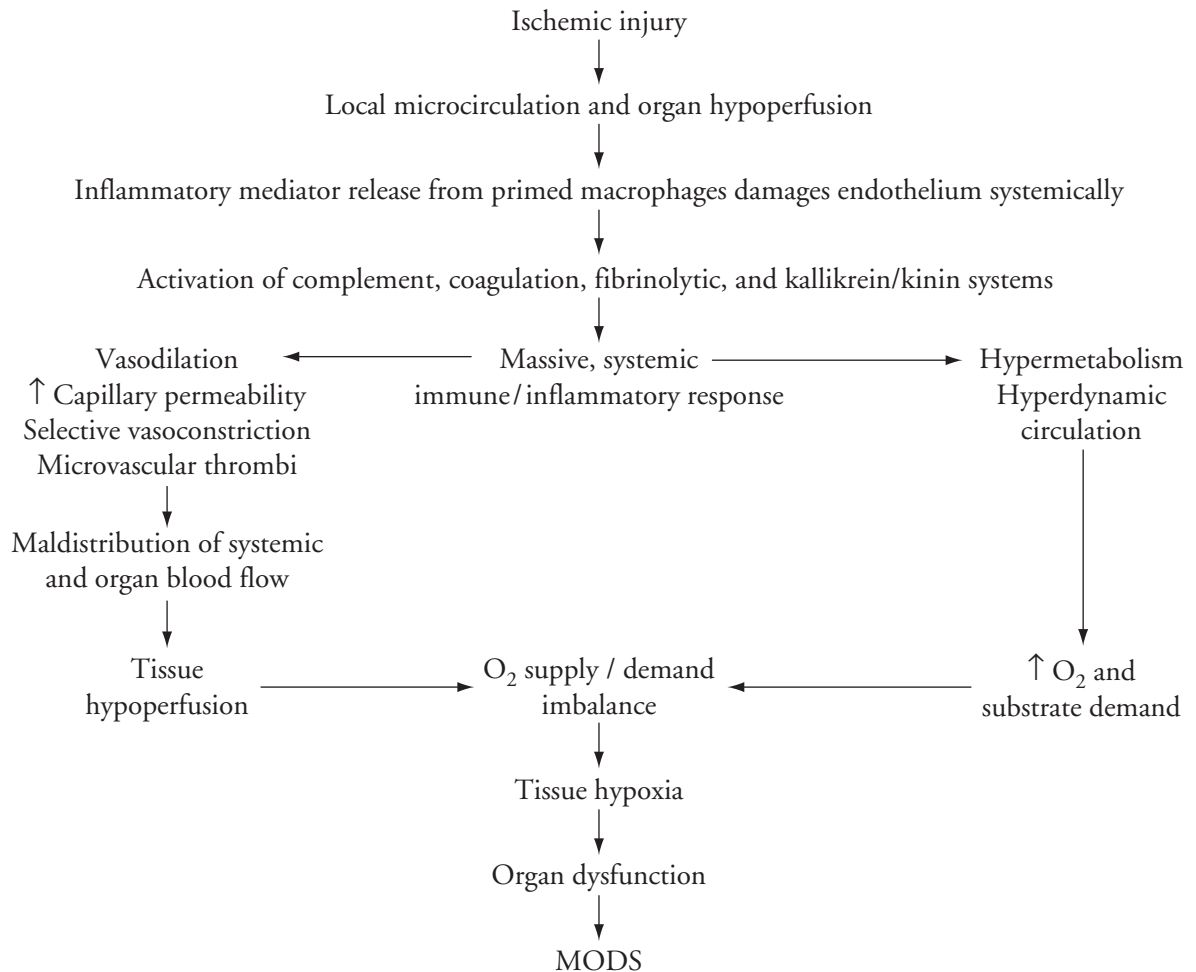 Ischemic injury
Local microcirculation and organ hypoperfusion
Inflammatory mediator release from primed macrophages damages endothelium systemically
Activation of complement, coagulation, fibrinolytic, and kallikrein/kinin systems
Vasodilation
↑ Capillary permeability
Selective vasoconstriction
Microvascular thrombi
Massive, systemic
immune/inflammatory response
Hypermetabolism
Hyperdynamic
circulation
Maldistribution of systemic
and organ blood flow
Tissue
hypoperfusion
O₂ supply / demand
imbalance
↑ O₂ and
substrate demand
Tissue hypoxia
Organ dysfunction
MODS